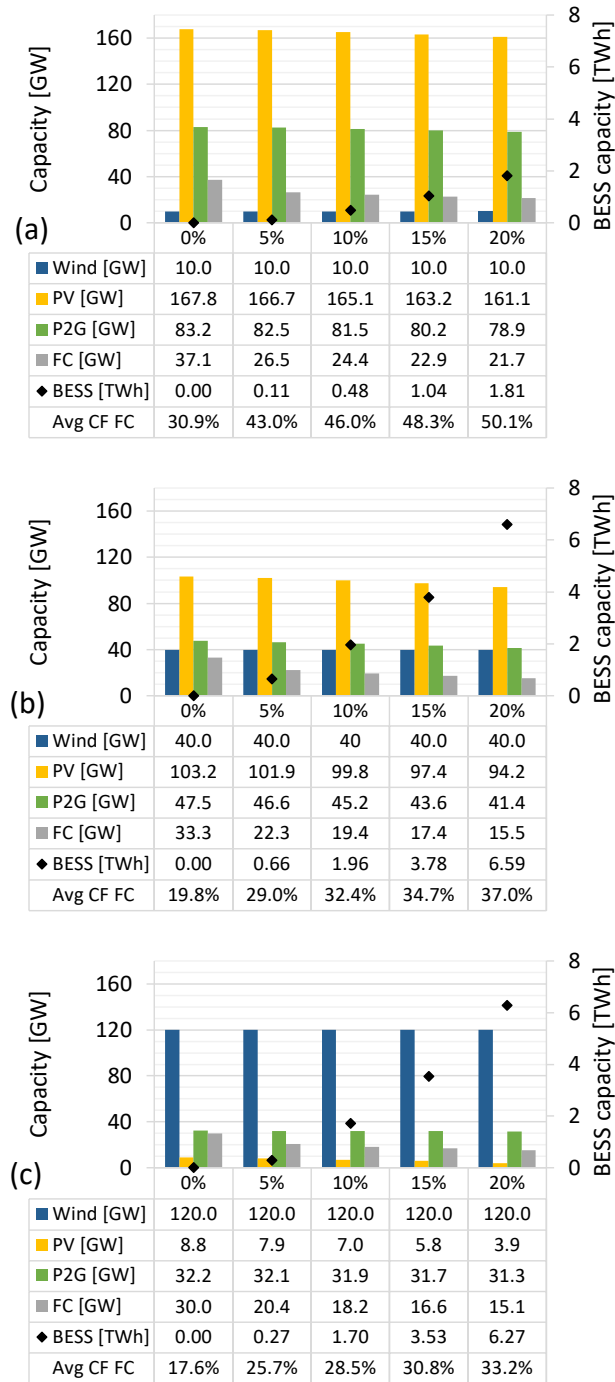 Capacity [GW]
160
120
80
40
0
8
6
4
2
0
BESS capacity [TWh]
(a)
0% 5% 10% 15% 20%
Wind [GW] 10.0 10.0 10.0 10.0 10.0
PV [GW] 167.8 166.7 165.1 163.2 161.1
P2G [GW] 83.2 82.5 81.5 80.2 78.9
FC [GW] 37.1 26.5 24.4 22.9 21.7
BESS [TWh] 0.00 0.11 0.48 1.04 1.81
Avg CF FC 30.9% 43.0% 46.0% 48.3% 50.1%
Capacity [GW]
160
120
80
40
0
8
6
4
2
0
BESS capacity [TWh]
(b)
0% 5% 10% 15% 20%
Wind [GW] 40.0 40.0 40 40.0 40.0
PV [GW] 103.2 101.9 99.8 97.4 94.2
P2G [GW] 47.5 46.6 45.2 43.6 41.4
FC [GW] 33.3 22.3 19.4 17.4 15.5
BESS [TWh] 0.00 0.66 1.96 3.78 6.59
Avg CF FC 19.8% 29.0% 32.4% 34.7% 37.0%
Capacity [GW]
160
120
80
40
0
8
6
4
2
0
BESS capacity [TWh]
(c)
0% 5% 10% 15% 20%
Wind [GW] 120.0 120.0 120.0 120.0 120.0
PV [GW] 8.8 7.9 7.0 5.8 3.9
P2G [GW] 32.2 32.1 31.9 31.7 31.3
FC [GW] 30.0 20.4 18.2 16.6 15.1
BESS [TWh] 0.00 0.27 1.70 3.53 6.27
Avg CF FC 17.6% 25.7% 28.5% 30.8% 33.2%